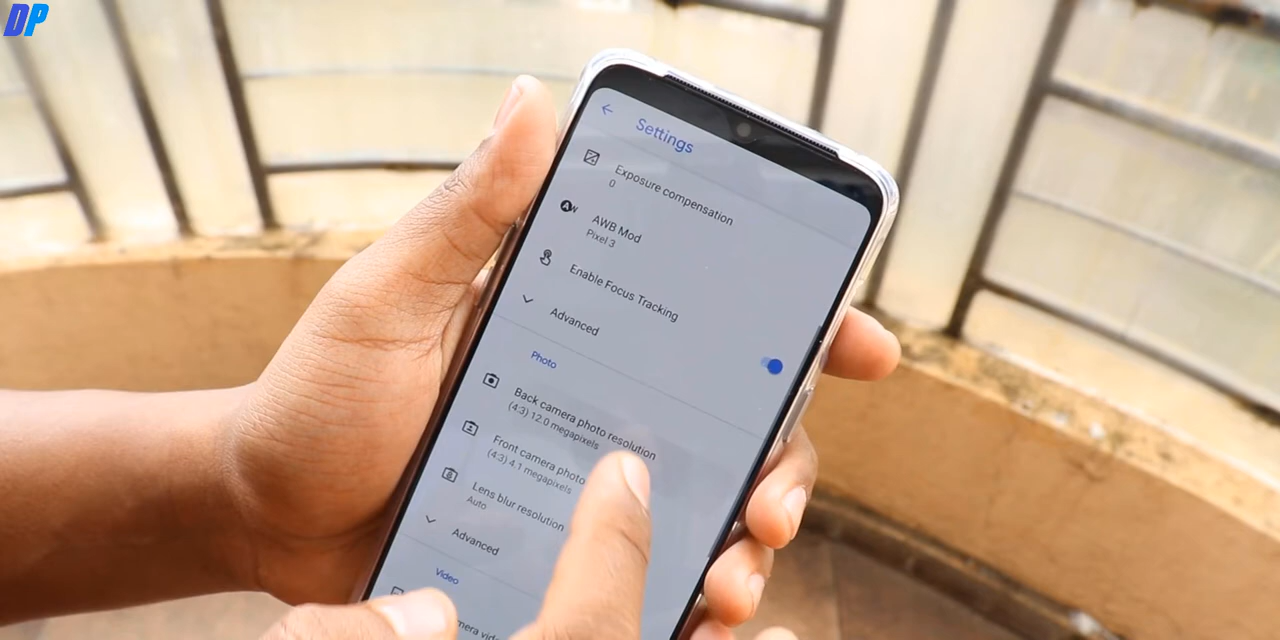 DP
Settings
Exposure compensation
0
AWB Mod
Pixel 3
Enable Focus Tracking
Advanced
Photo
Back camera photo resolution
(4:3) 12.0 megapixels
Front camera photo
(4:3) 4.1 megapixels
Lens blur resolution
Auto
Advanced
Video